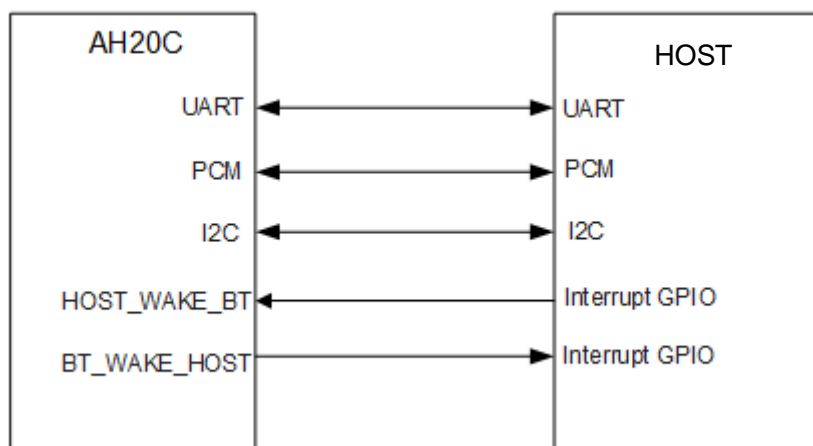 AH20C
HOST
UART
UART
PCM
PCM
I2C
I2C
HOST_WAKE_BT
Interrupt GPIO
BT_WAKE_HOST
Interrupt GPIO